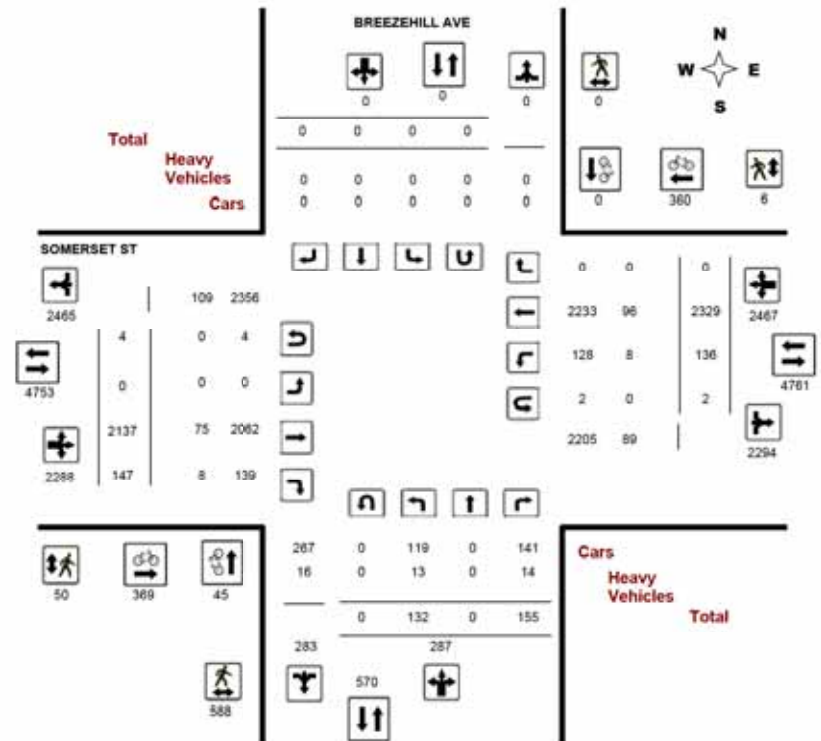 BREEZEHILL AVE
N
W E
S
0 0 0 0
Total 0 0 0 0
Heavy Vehicles 0 0 0 0 0
Cars 0 0 0 0 0
0 360 6
SOMERSET ST
2465
109 2356
4 0 4
4753
0 0 0
2137 75 2062
2288
147 8 139
0 0 0
2233 96 2329
2467
128 8 136
4761
2 0 2
2205 89
2294
50 369 45
588
267 0 119 0 141
16 0 13 0 14
0 132 0 155
283 287
570
Cars
Heavy
Vehicles
Total